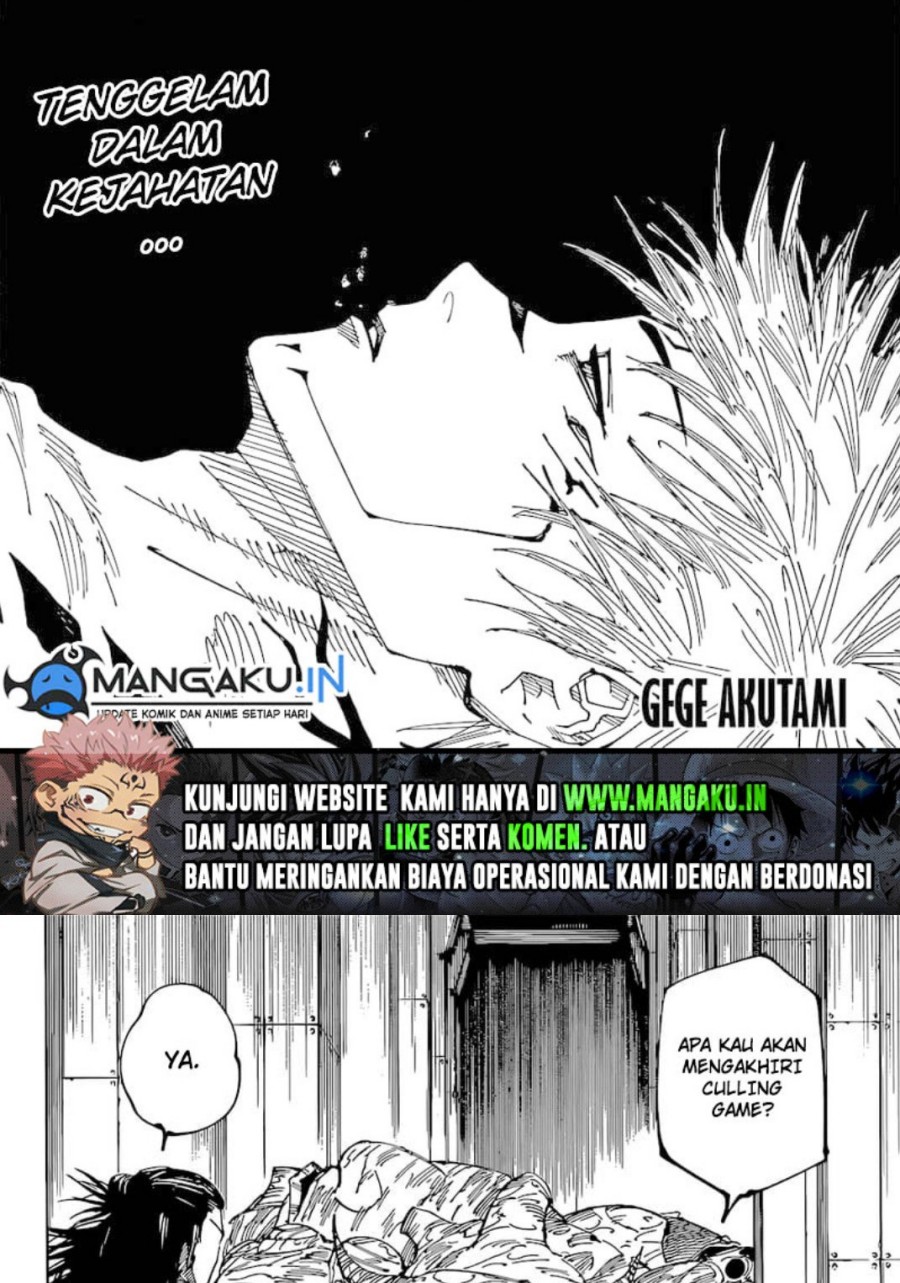 TENGGELAM
DALAM
KEJAHATAN
...
MANGAKU.IN
UPDATE KOMIK DAN ANIME SETIAP HARI
GEGE AKUTAMI
KUNJUNGI WEBSITE KAMI HANYA DI WWW.MANGAKU.IN
DAN JANGAN LUPA LIKE SERTA KOMEN. ATAU
BANTU MERINGANKAN BIAYA OPERASIONAL KAMI DENGAN BERDONASI
APA KAU AKAN
MENGAKHIRI
CULLING
GAME?
YA.